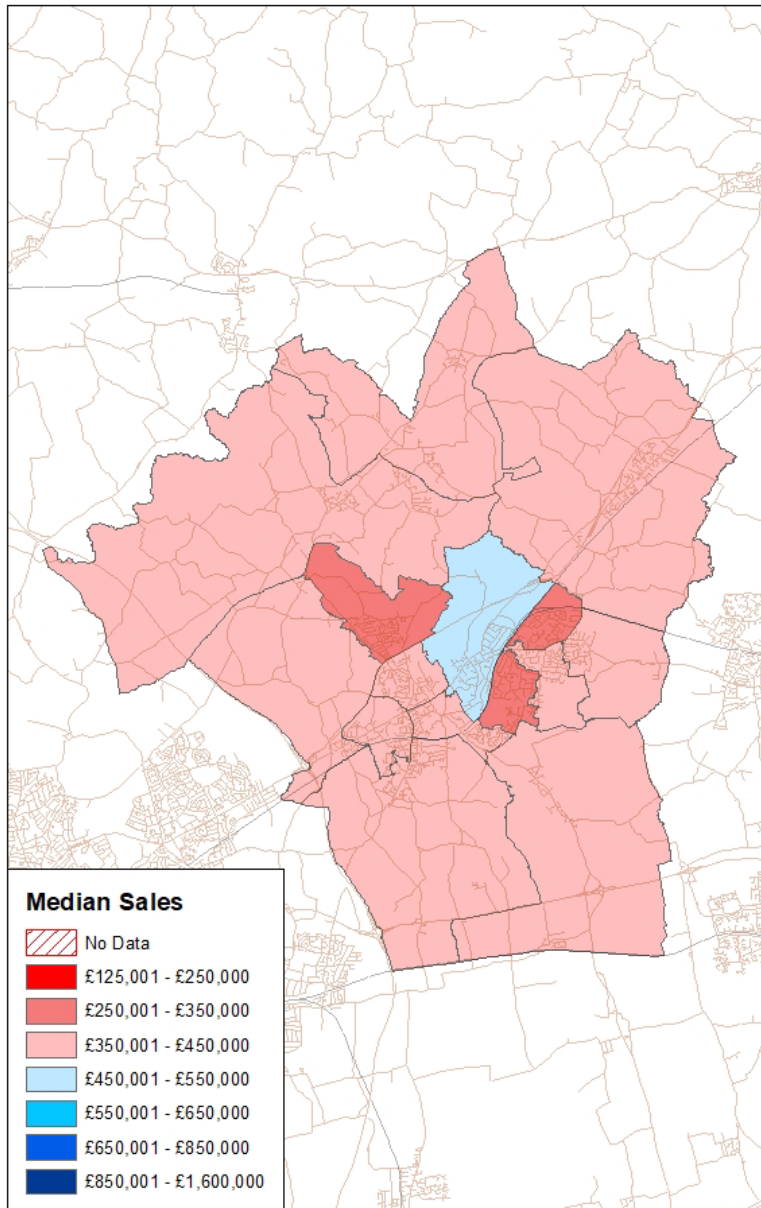 Median Sales
No Data
£125,001 - £250,000
£250,001 - £350,000
£350,001 - £450,000
£450,001 - £550,000
£550,001 - £650,000
£650,001 - £850,000
£850,001 - £1,600,000